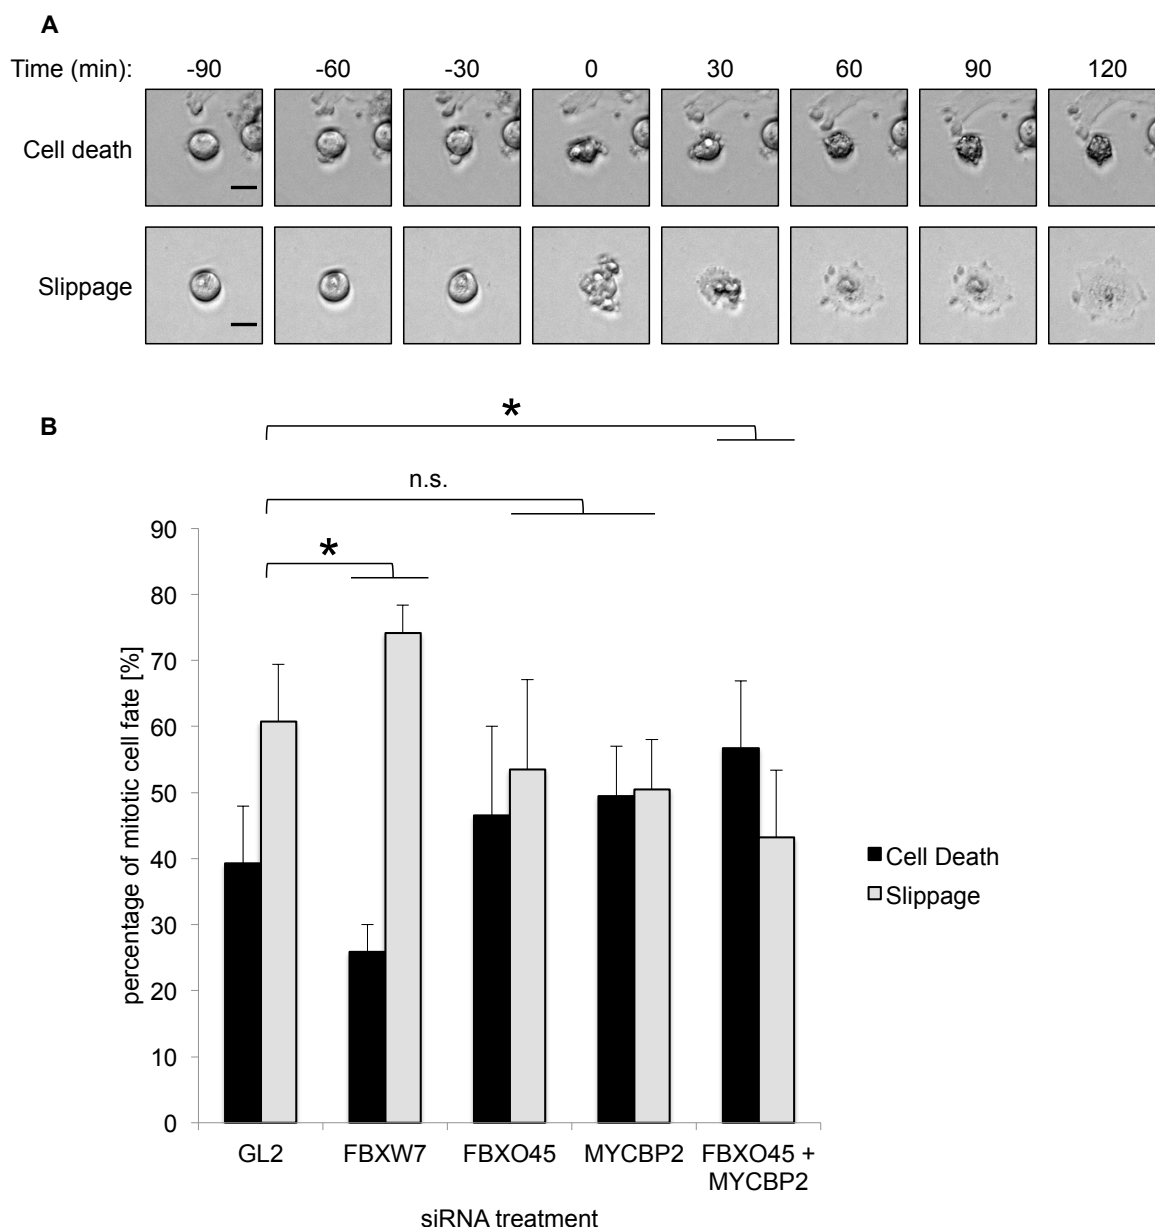 A
Time (min): -90 -60 -30 0 30 60 90 120
Cell death
Slippage
B
*
n.s.
*
90
80
70
60
50
40
30
20
10
0
percentage of mitotic cell fate [%]
Cell Death
Slippage
GL2 FBXW7 FBXO45 MYCBP2 FBXO45 +
MYCBP2
siRNA treatment